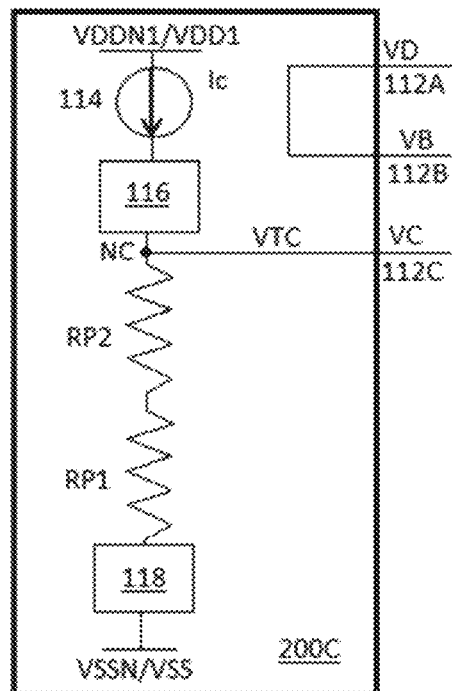 VDDN1/VDD1
VD
112A
114
Ic
VB
112B
116
NC
VTC
VC
112C
RP2
RP1
118
VSSN/VSS
200C